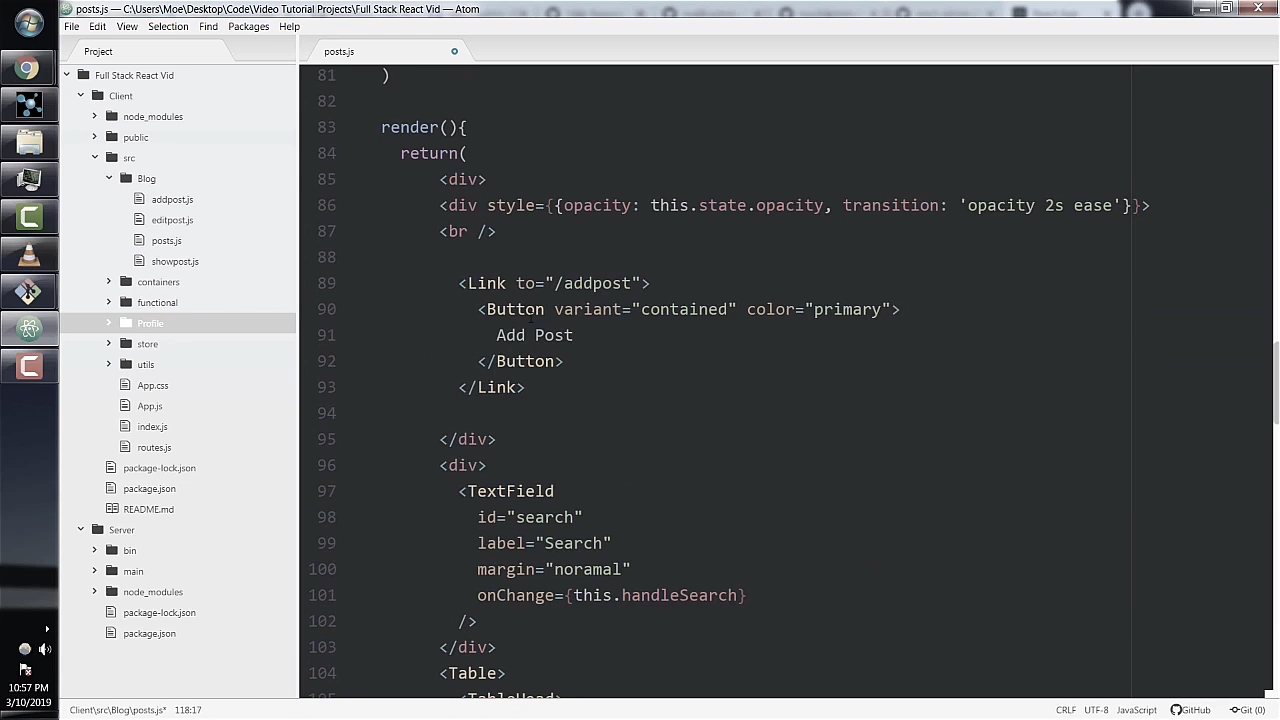 posts.js — C:\Users\Moe\Desktop\Code\Video Tutorial Projects\Full Stack React Vid — Atom
File Edit View Selection Find Packages Help
Project
posts.js
Full Stack React Vid
Client
node_modules
public
src
Blog
addpost.js
editpost.js
posts.js
showpost.js
containers
functional
Profile
store
utils
App.css
App.js
index.js
routes.js
package-lock.json
package.json
README.md
Server
bin
main
node_modules
package-lock.json
package.json
81 )
82
83 render(){
84 return(
85 <div>
86 <div style={{opacity: this.state.opacity, transition: 'opacity 2s ease'}}>
87 <br />
88
89 <Link to="/addpost">
90 <Button variant="contained" color="primary">
91 Add Post
92 </Button>
93 </Link>
94
95 </div>
96 <div>
97 <TextField
98 id="search"
99 label="Search"
100 margin="noramal"
101 onChange={this.handleSearch}
102 />
103 </div>
104 <Table>
105 <TableHead>
10:57 PM
3/10/2019
Client\src\Blog\posts.js* 118:17
CRLF UTF-8 JavaScript GitHub Git (0)